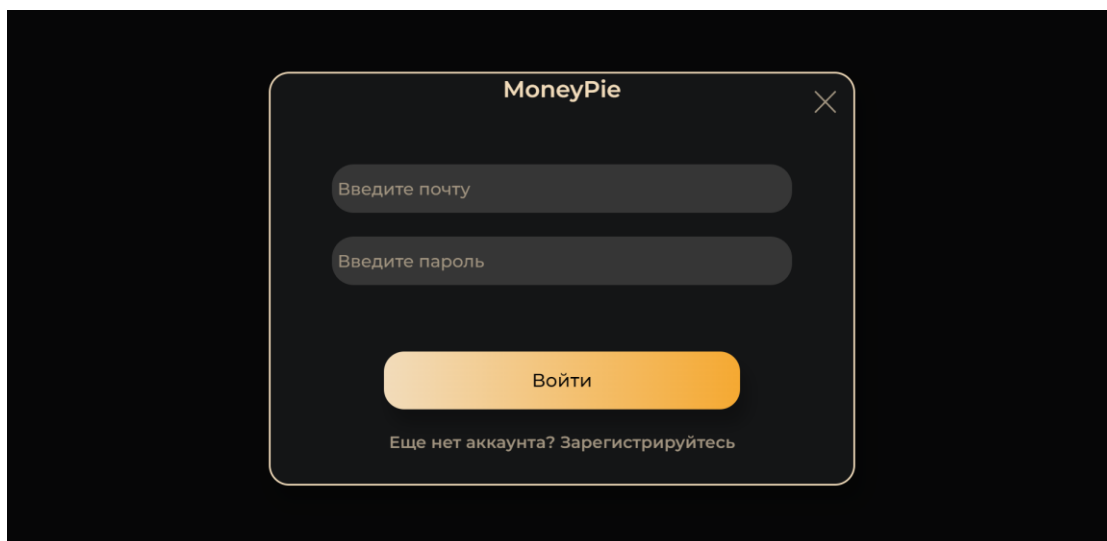 MoneyPie
Введите почту
Введите пароль
Войти
Еще нет аккаунта? Зарегистрируйтесь